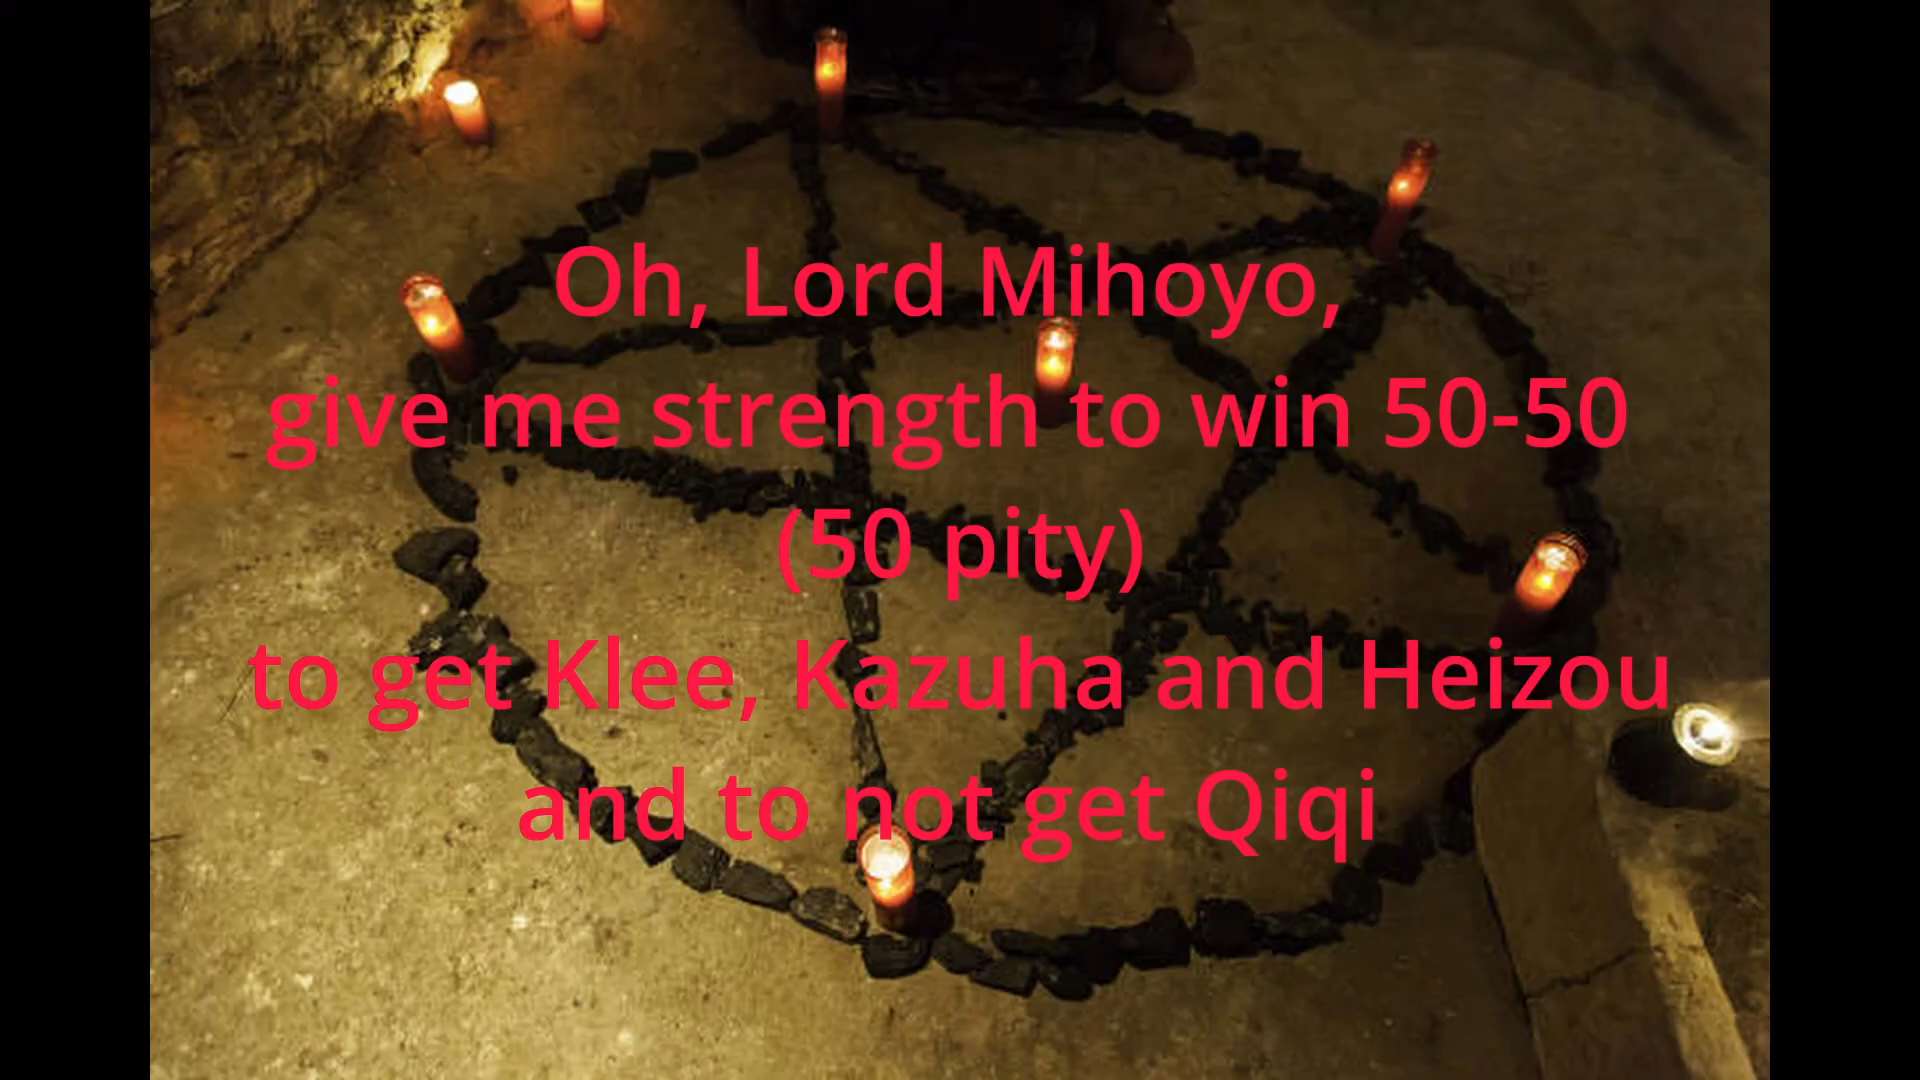 Oh, Lord Mihoyo,
give me strength to win 50-50
(50 pity)
to get Klee, Kazuha and Heizou
and to not get Qiqi